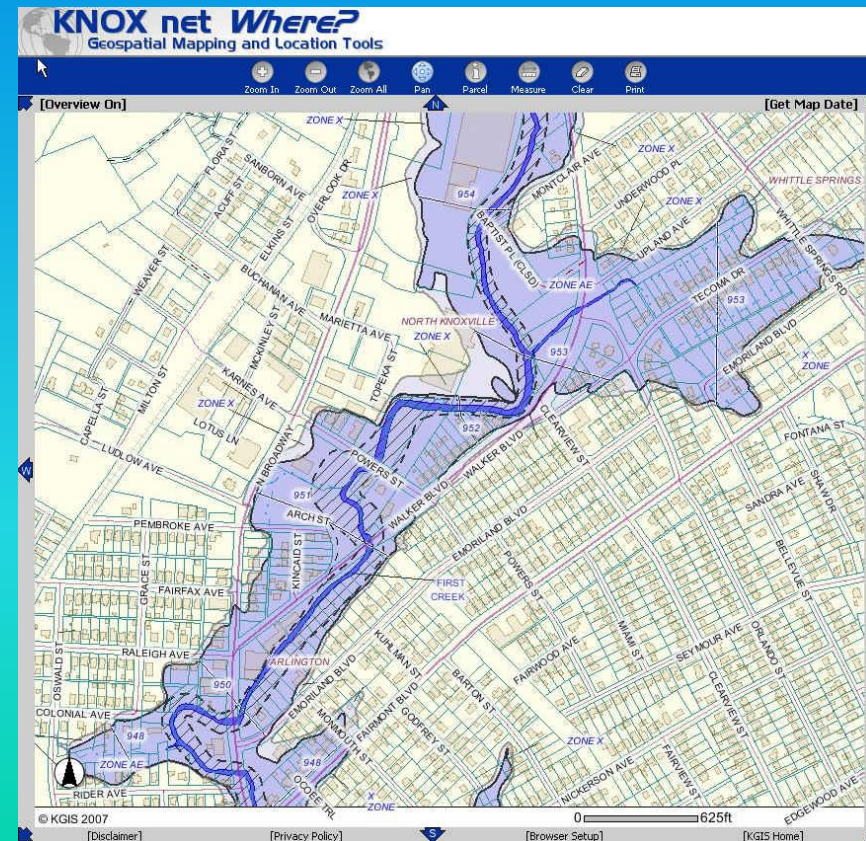 KNOX net Where?
Geospatial Mapping and Location Tools
Zoom In Zoom Out Zoom All Pan Parcel Measure Clear Print
[Overview On] N [Get Map Date]
ZONE X
FLORA ST
SANBORN AVE
ACUFF ST
OVERLOOK DR
ELKINS ST
ZONE X
954
MONTCLAIR AVE
ZONE X
UNDERWOOD PL
ZONE X
WHITTLE SPRINGS
WHITTLE SPRINGS RD
UPLAND AVE
BAPTIST PL (CLSD)
WEAVER ST
BUCHANAN AVE
ZONE AE
TECOMA DR
953
MARIETTA AVE
NORTH KNOXVILLE
ZONE X
MCKINLEY ST
TOPEKA ST
953
EMORILAND BLVD
X
ZONE
MILTON ST
CAPELLA ST
KARNES AVE
ZONE X
LOTUS LN
N BROADWAY
952
CLEARVIEW ST
FONTANA ST
LUDLOW AVE
POWERS ST
WALKER BLVD
WALKER BLVD
SANDRA AVE
SHAW DR
W
951
ARCH ST
PEMBROKE AVE
EMORILAND BLVD
KINCAID ST
GRACE ST
FAIRFAX AVE
FIRST
CREEK
POWERS ST
BELLEVUE ST
MIAMI ST
SEYMOUR AVE
ORLANDO ST
OSWALD ST
RALEIGH AVE
ARLINGTON
KUHLMAN ST
FAIRWOOD AVE
EMORILAND BLVD
BARTON ST
CLEARVIEW ST
950
FAIRMONT BLVD
GODFREY ST
MONMOUTH ST
COLONIAL AVE
948
ZONE AE
948
ZONE X
FAIRVIEW ST
NICKERSON AVE
EDGEWOOD AVE
RIDER AVE
OCOEE TRL
X
ZONE
© KGIS 2007 0 625ft
[Disclaimer] [Privacy Policy] S [Browser Setup] [KGIS Home]